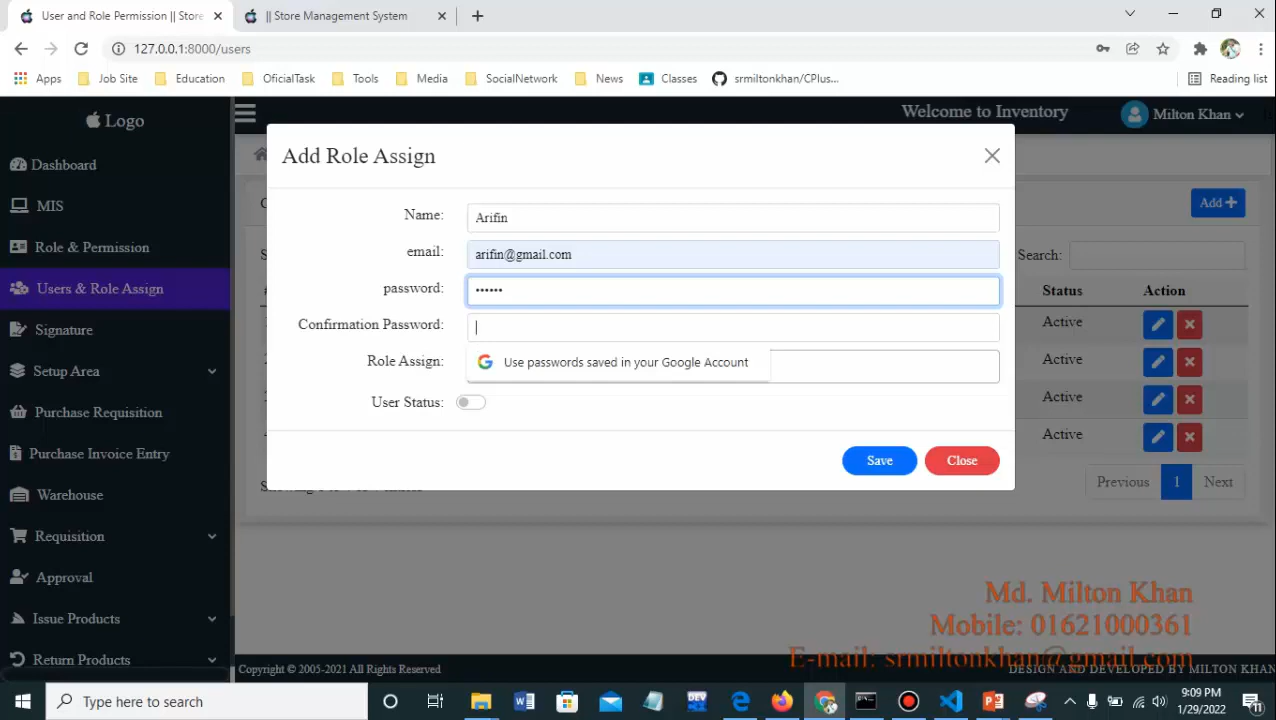 User and Role Permission || Store
|| Store Management System
127.0.0.1:8000/users
Apps
Job Site
Education
OficialTask
Tools
Media
SocialNetwork
News
Classes
srmiltonkhan/CPlus...
Reading list
Logo
Welcome to Inventory
Milton Khan
Dashboard
MIS
Role & Permission
Users & Role Assign
Signature
Setup Area
Purchase Requisition
Purchase Invoice Entry
Warehouse
Requisition
Approval
Issue Products
Return Products
Add Role Assign
Name:
Arifin
email:
arifin@gmail.com
password:
••••••
Confirmation Password:
Role Assign:
Use passwords saved in your Google Account
User Status:
Save
Close
Add
Search:
Status
Action
Active
Active
Active
Active
Previous
1
Next
Md. Milton Khan
Mobile: 01621000361
E-mail: srmiltonkhan@gmail.com
Copyright © 2005-2021 All Rights Reserved
DESIGN AND DEVELOPED BY MILTON KHAN
Type here to search
9:09 PM
1/29/2022
11